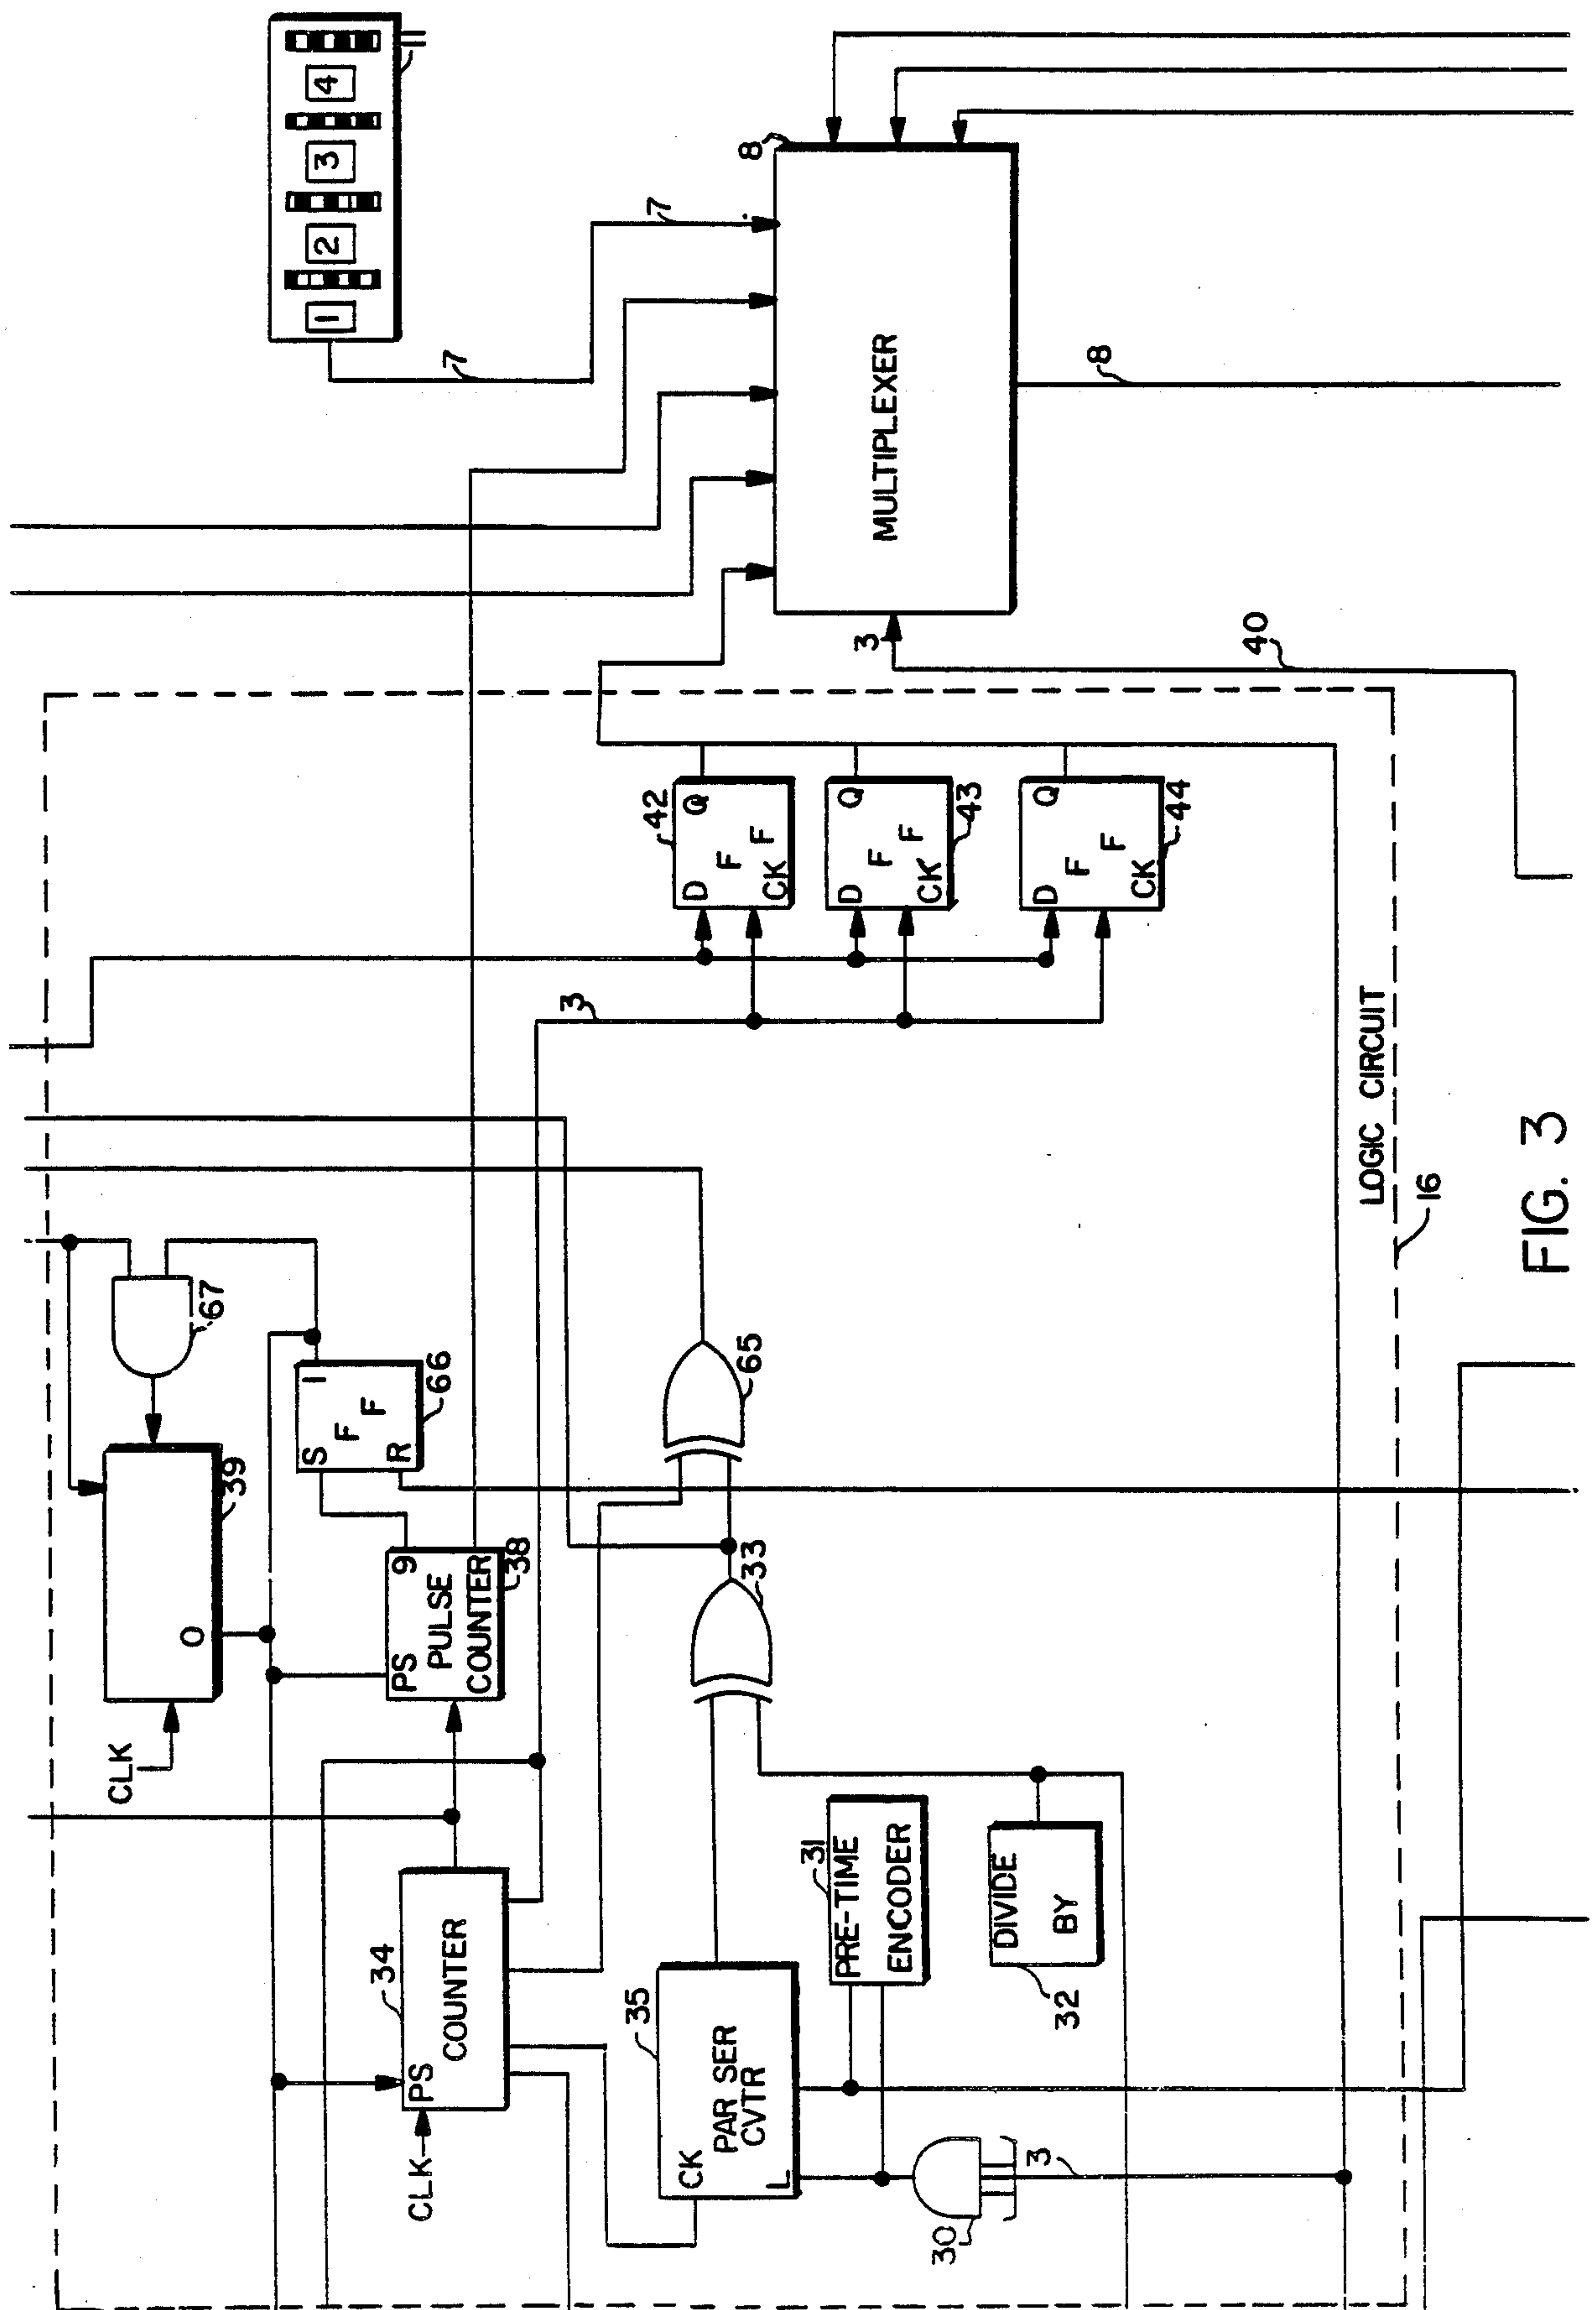 1
2
3
4
7
7
8
MULTIPLEXER
8
3
40
42
D
Q
F
F
CK
D
Q
F
F
CK
43
D
Q
F
F
CK
44
3
LOGIC CIRCUIT
16
67
39
0
CLK
S
1
F
F
R
66
PS
9
PULSE
COUNTER
38
65
33
34
PS
COUNTER
CLK
35
CK
PAR SER
CVTR
L
31
PRE-TIME
ENCODER
DIVIDE
BY
32
30
3
FIG. 3